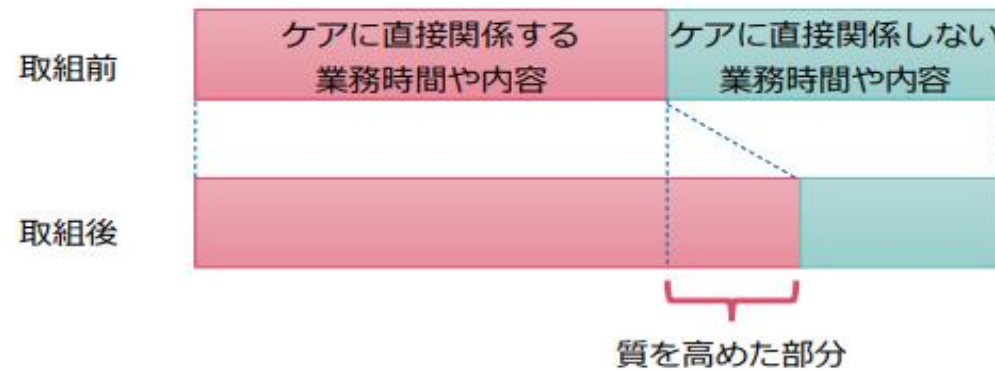 取組前
ケアに直接関係する
業務時間や内容
ケアに直接関係しない
業務時間や内容
取組後
質を高めた部分